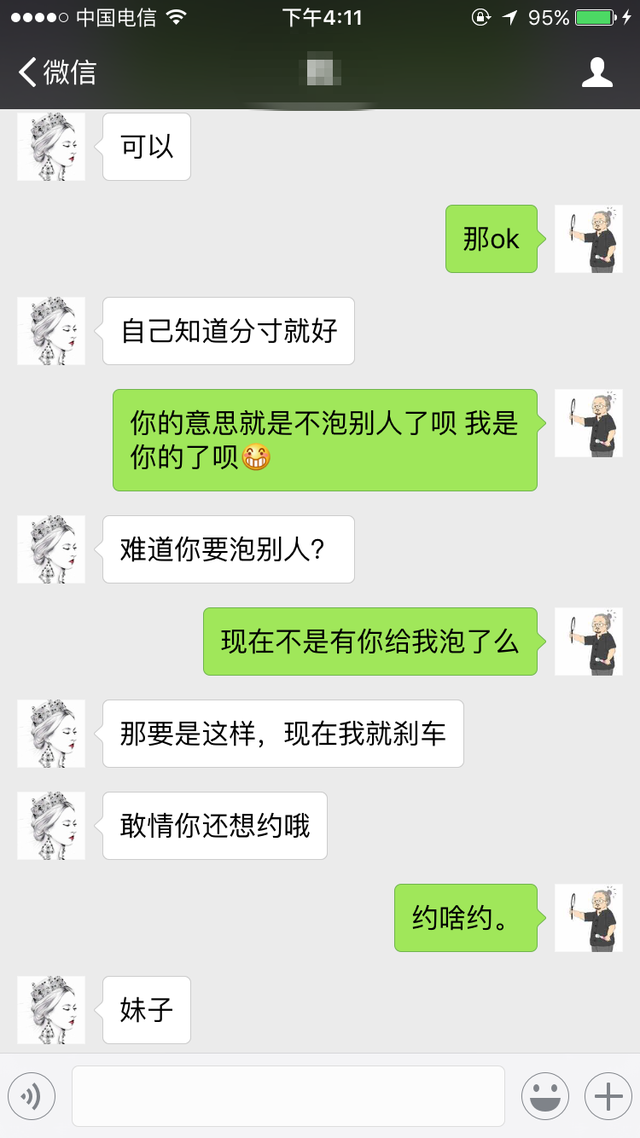 中国电信 下午4:11 95%
微信
可以
那ok
自己知道分寸就好
你的意思就是不泡别人了呗 我是
你的了呗😁
难道你要泡别人？
现在不是有你给我泡了么
那要是这样，现在我就刹车
敢情你还想约哦
约啥约。
妹子